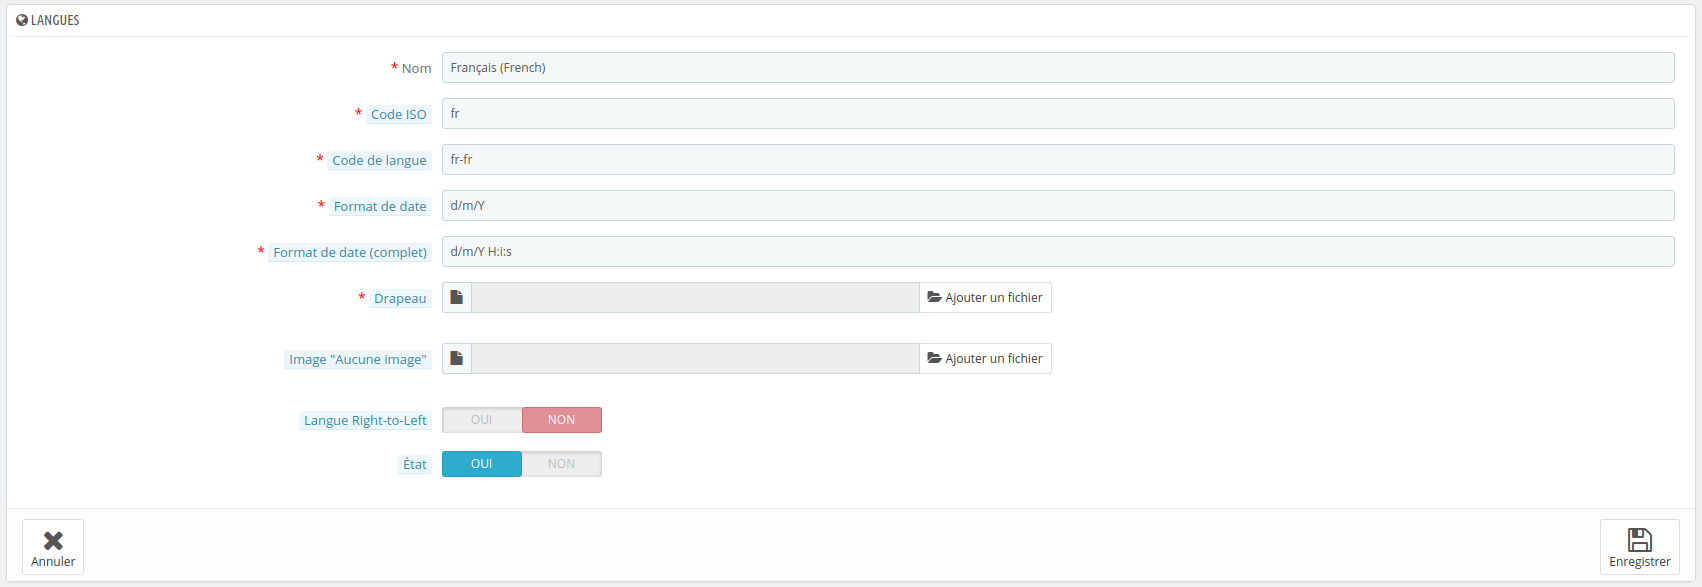 LANGUES
* Nom Français (French)
* Code ISO fr
* Code de langue fr-fr
* Format de date d/m/Y
* Format de date (complet) d/m/Y H:i:s
* Drapeau Ajouter un fichier
Image "Aucune image" Ajouter un fichier
Langue Right-to-Left OUI NON
État OUI NON
Annuler Enregistrer